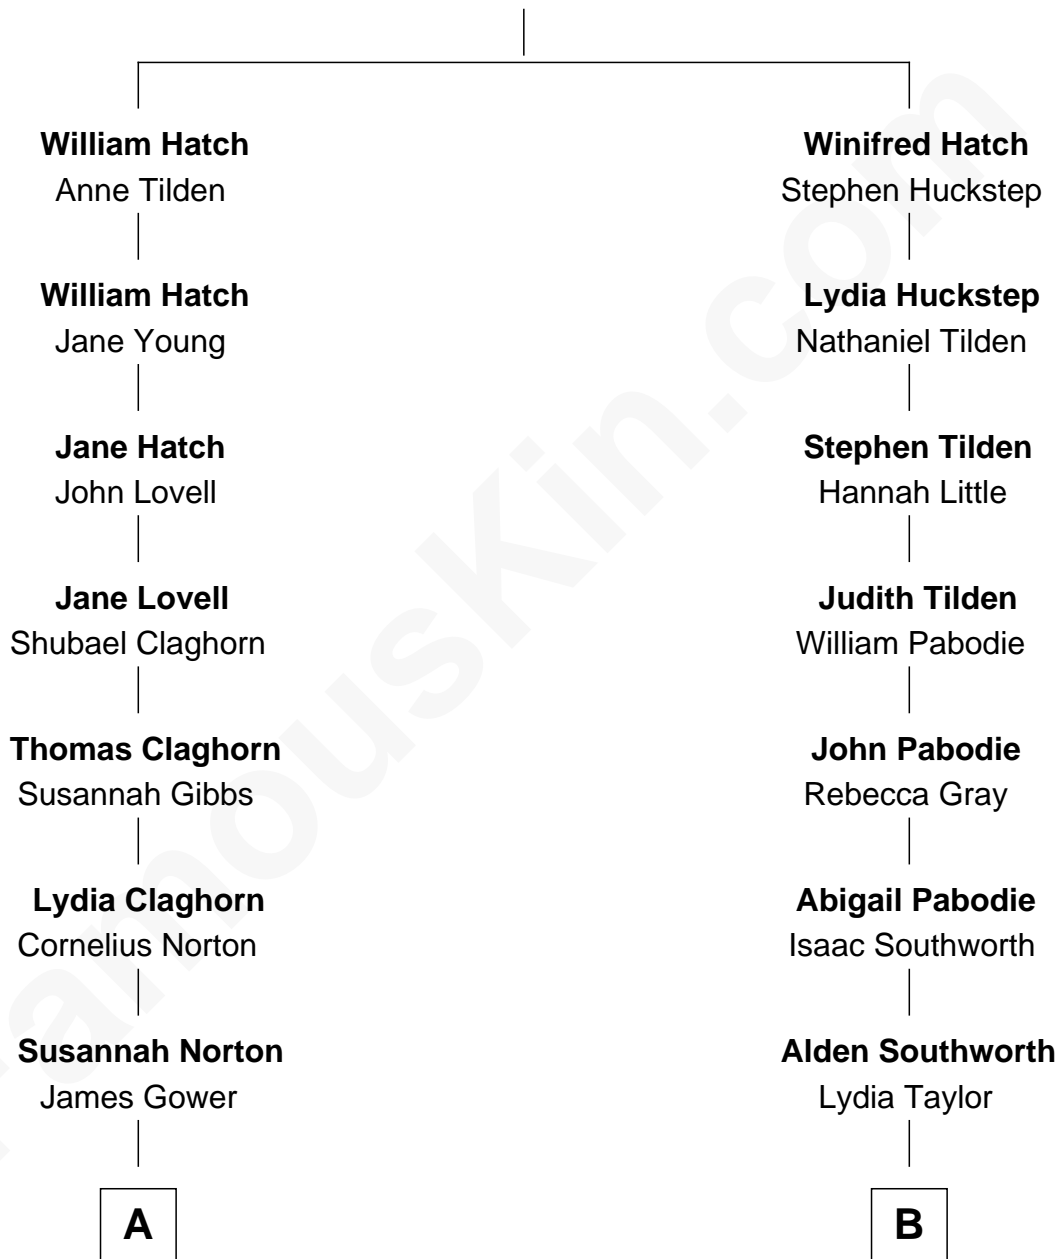 William Hatch
Anne Tilden
William Hatch
Jane Young
Jane Hatch
John Lovell
Jane Lovell
Shubael Claghorn
Thomas Claghorn
Susannah Gibbs
Lydia Claghorn
Cornelius Norton
Susannah Norton
James Gower
A
Winifred Hatch
Stephen Huckstep
Lydia Huckstep
Nathaniel Tilden
Stephen Tilden
Hannah Little
Judith Tilden
William Pabodie
John Pabodie
Rebecca Gray
Abigail Pabodie
Isaac Southworth
Alden Southworth
Lydia Taylor
B
FamousKin.com